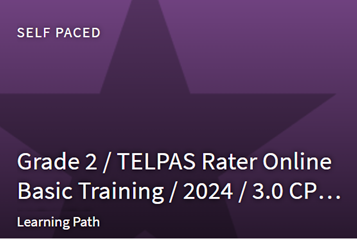 SELF PACED
Grade 2 / TELPAS Rater Online
Basic Training / 2024 / 3.0 CP…
Learning Path